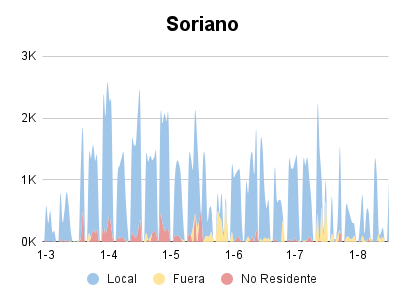 Soriano
3K
2K
1K
0K
1-3 1-4 1-5 1-6 1-7 1-8
Local Fuera No Residente